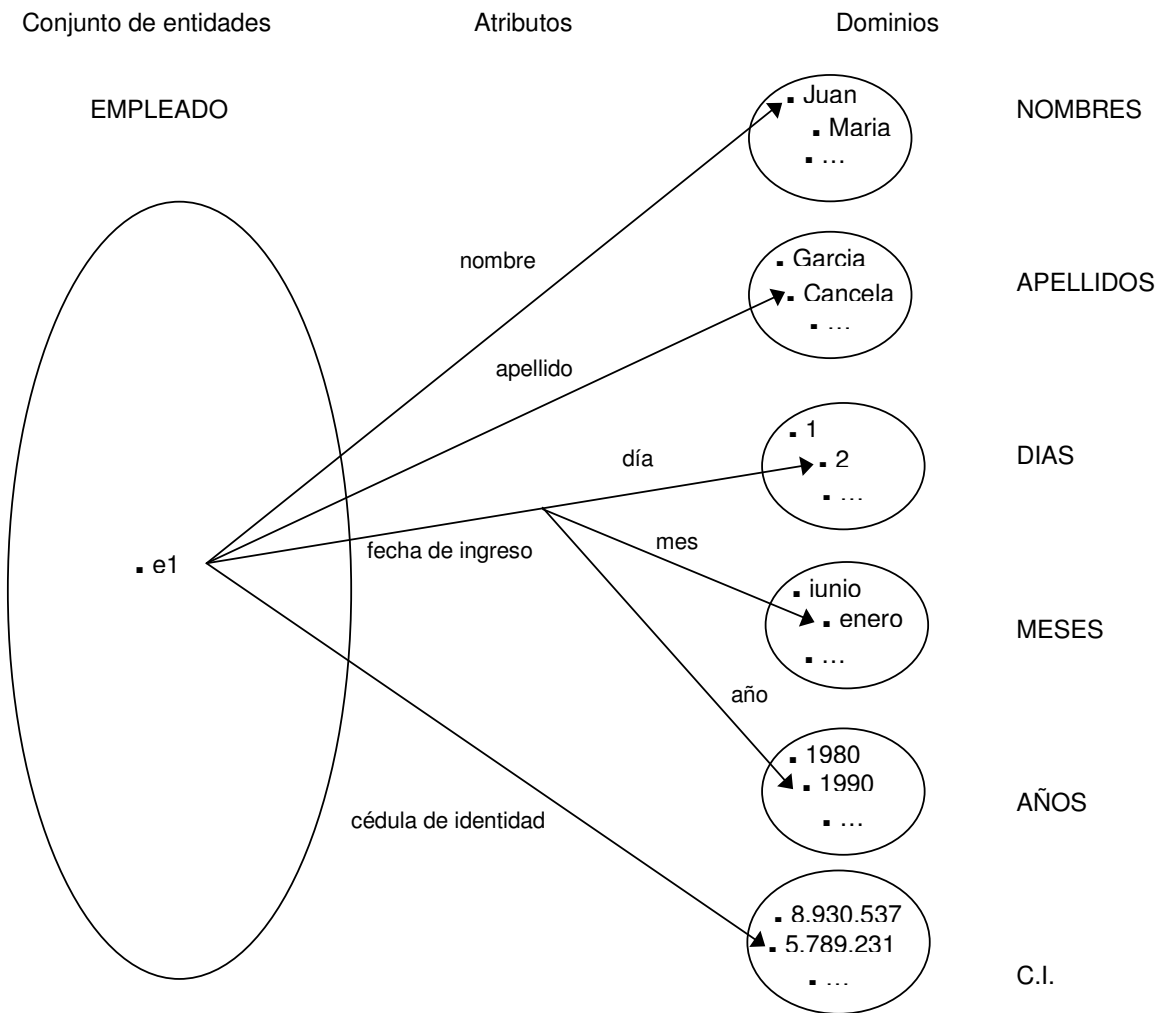 Conjunto de entidades Atributos Dominios
EMPLEADO
. Juan
. Maria
. ...
NOMBRES
nombre
. Garcia
. Cancela
. ...
APELLIDOS
apellido
. 1
. 2
. ...
DIAS
día
. e1
fecha de ingreso
mes
. junio
. enero
. ...
MESES
año
. 1980
. 1990
. ...
AÑOS
cédula de identidad
. 8.930.537
. 5.789.231
. ...
C.I.